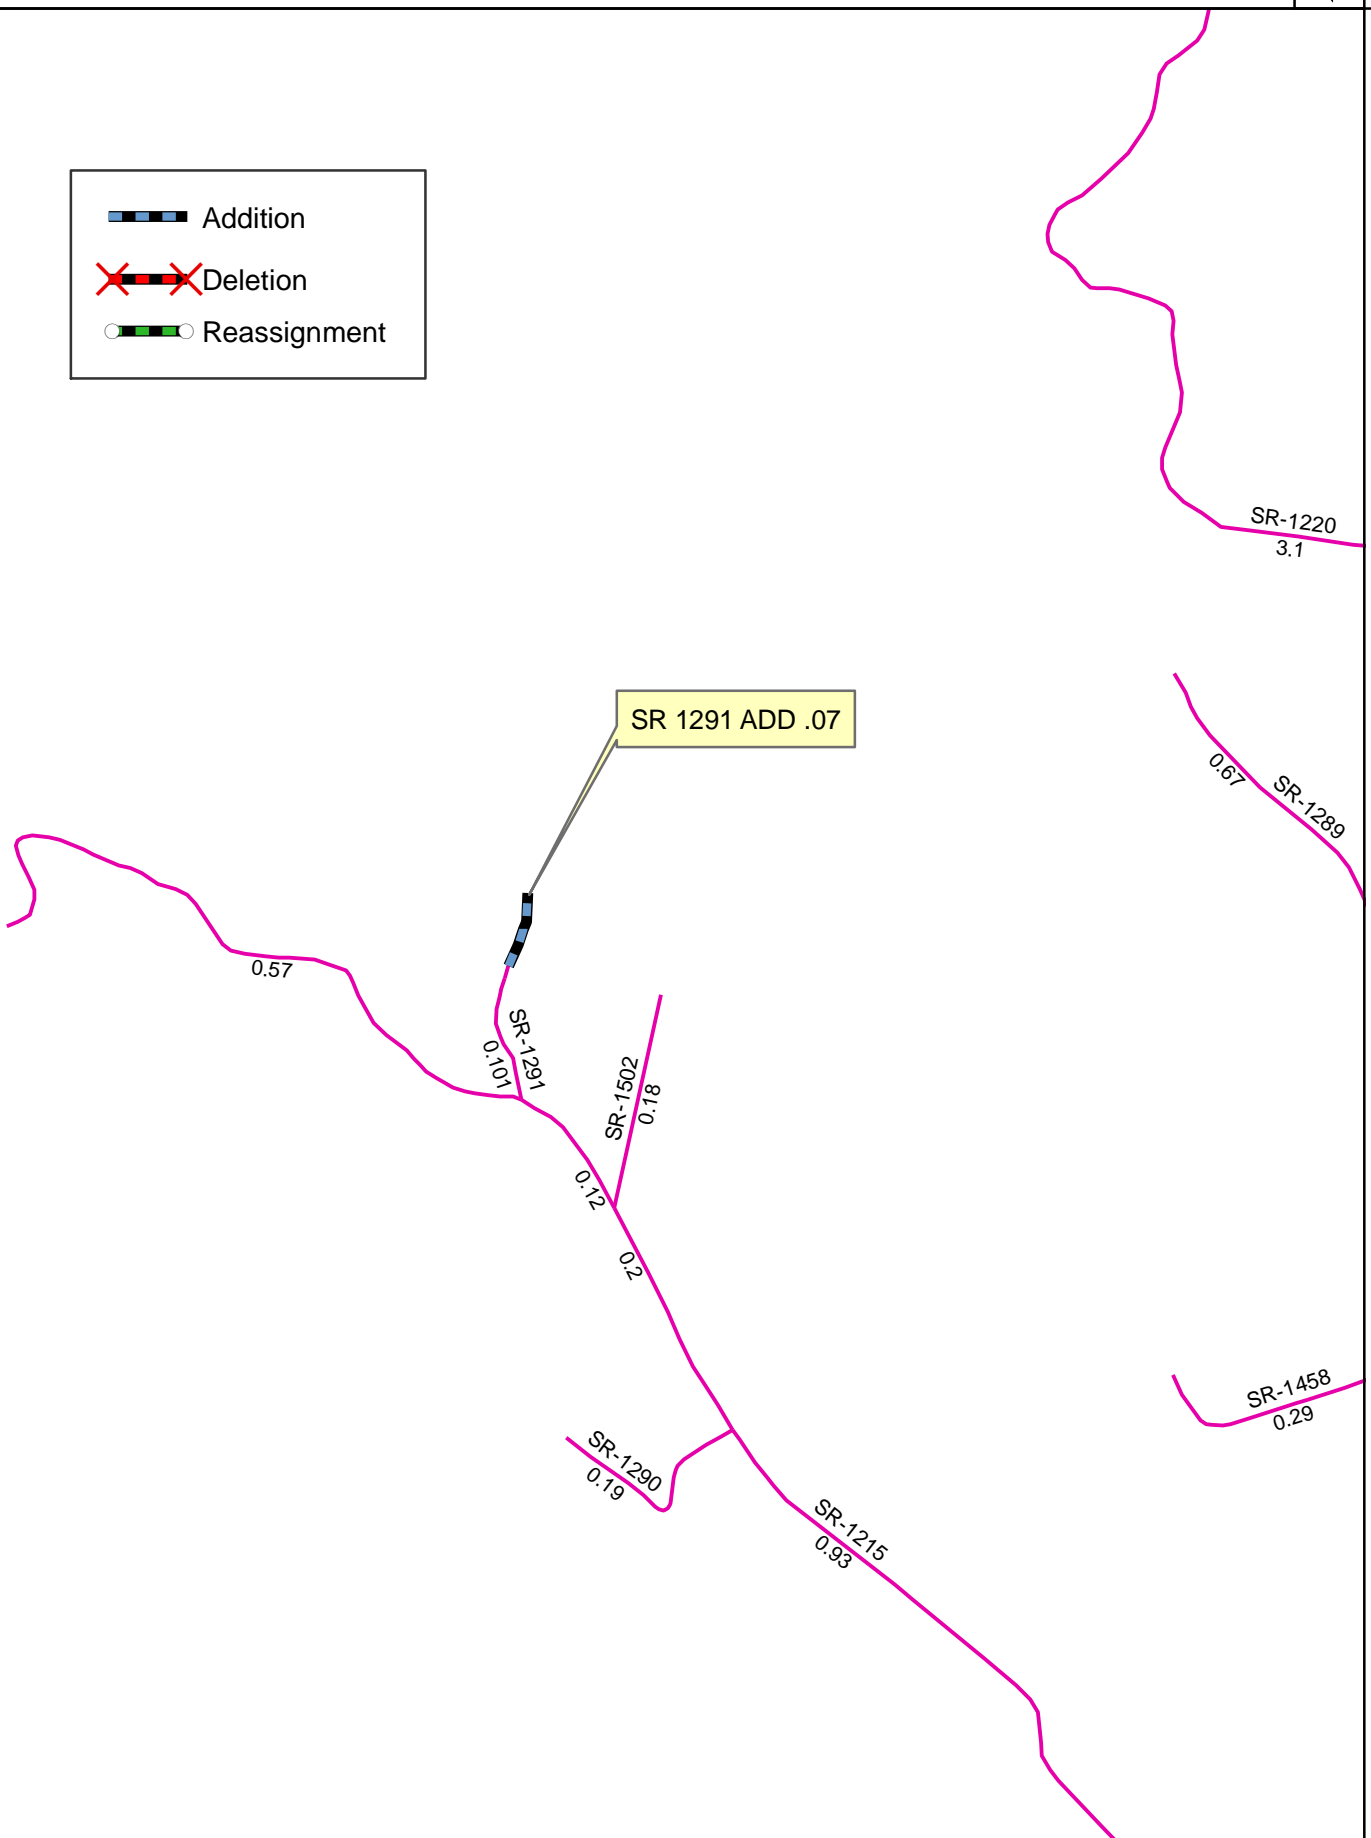 Addition
Deletion
Reassignment
SR-1220
3.1
SR 1291 ADD .07
0.67
SR-1289
0.57
SR-1291
0.101
SR-1502
0.18
0.12
0.2
SR-1458
0.29
SR-1290
0.19
SR-1215
0.93